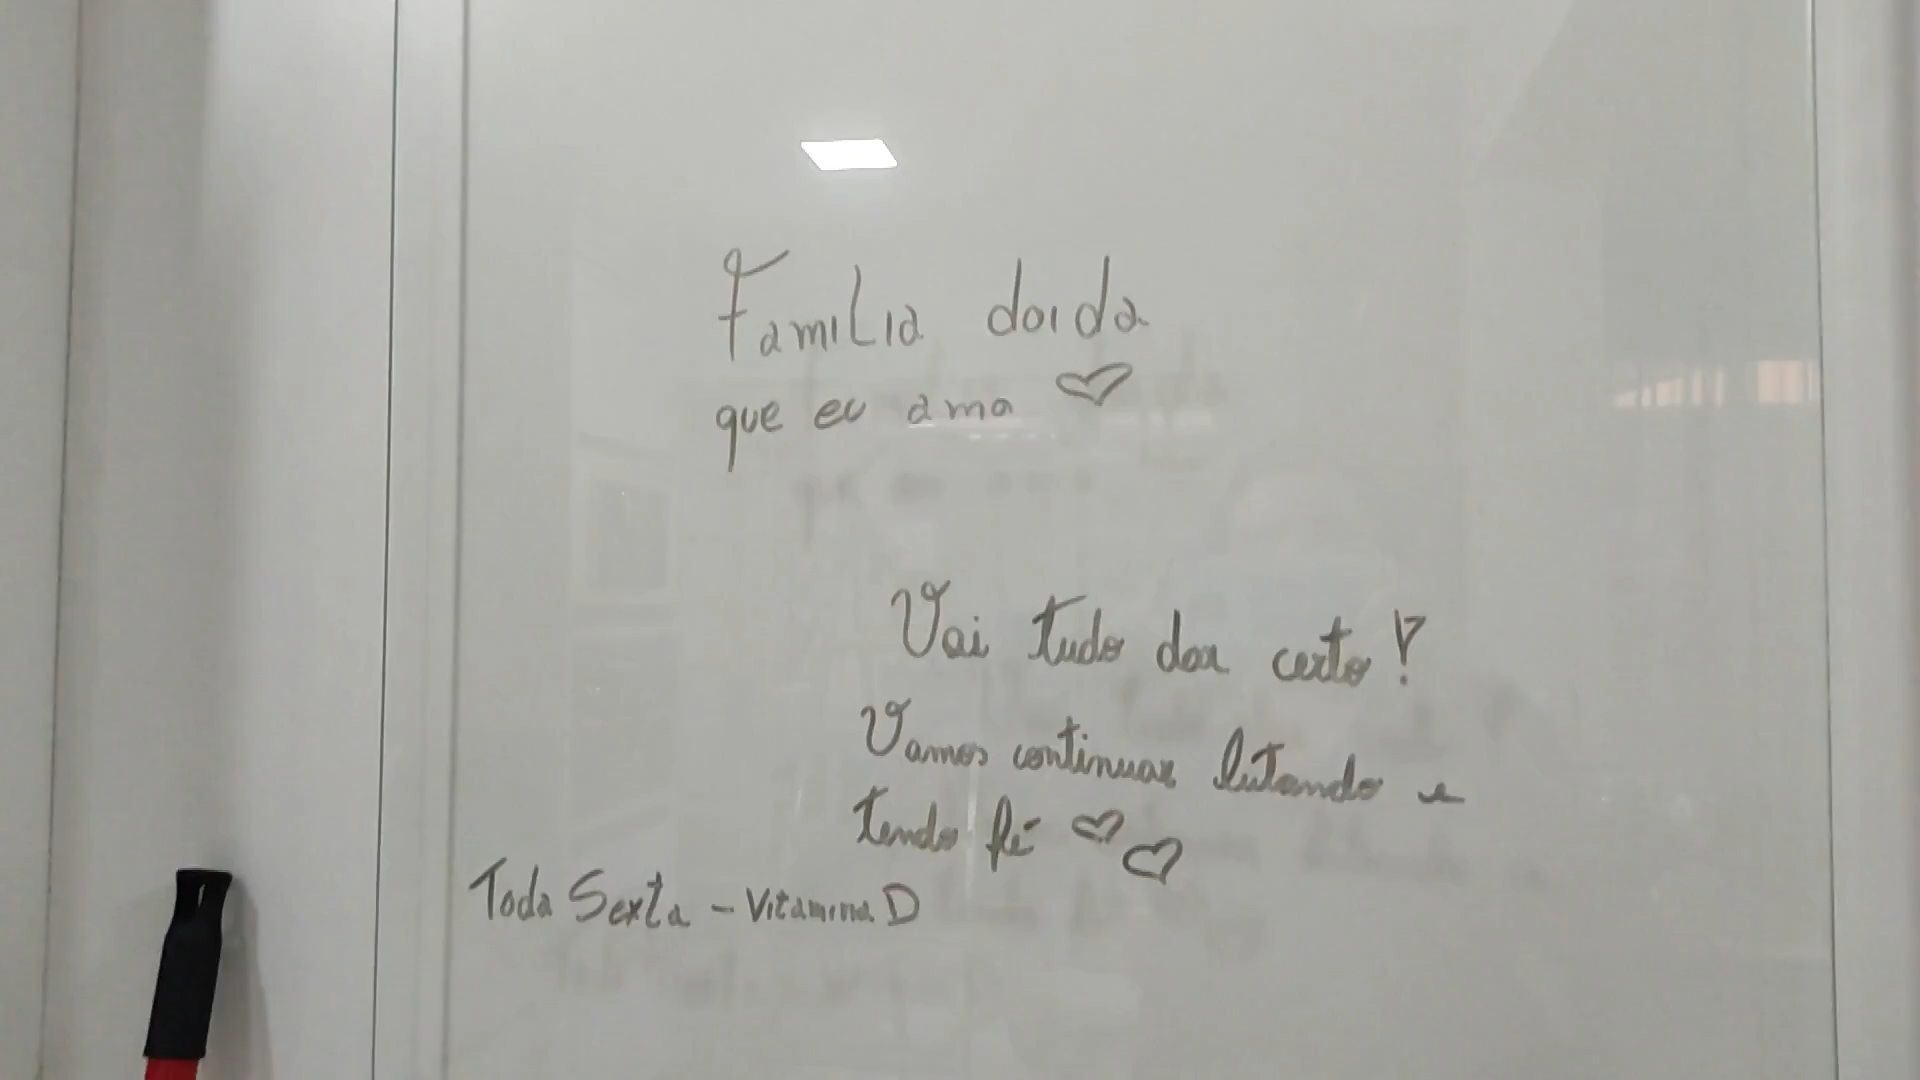 Familia doida
que eu amo ♡
Vai tudo dar certo!
Vamos continuar lutando e
tendo fé ♡ ♡
Toda Sexta - Vitamina D